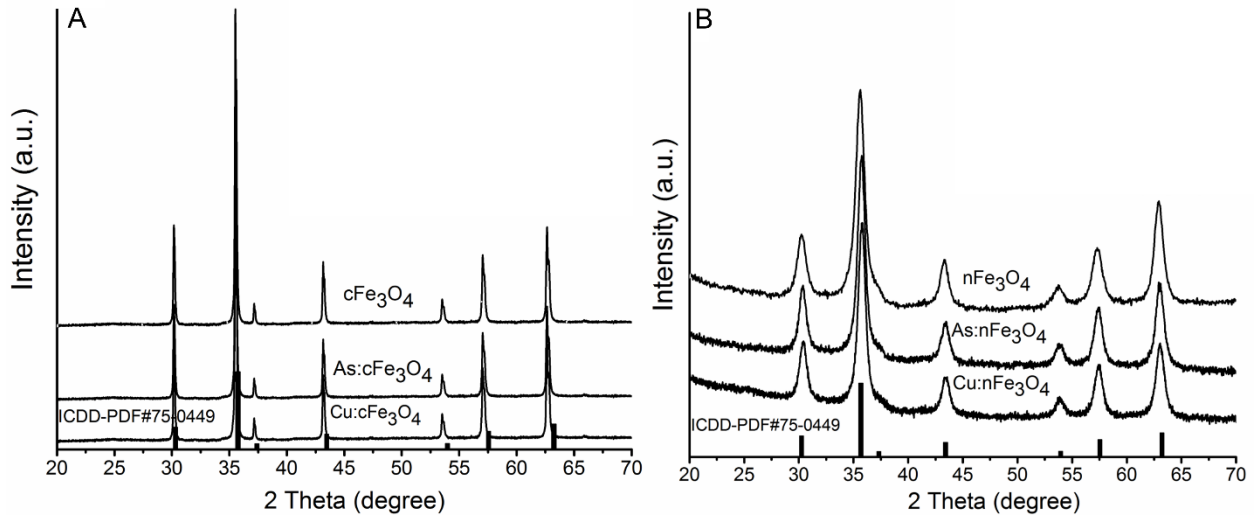 A
Intensity (a.u.)
cFe₃O₄
As:cFe₃O₄
ICDD-PDF#75-0449
Cu:cFe₃O₄
20 25 30 35 40 45 50 55 60 65 70
2 Theta (degree)
B
Intensity (a.u.)
nFe₃O₄
As:nFe₃O₄
Cu:nFe₃O₄
ICDD-PDF#75-0449
20 25 30 35 40 45 50 55 60 65 70
2 Theta (degree)